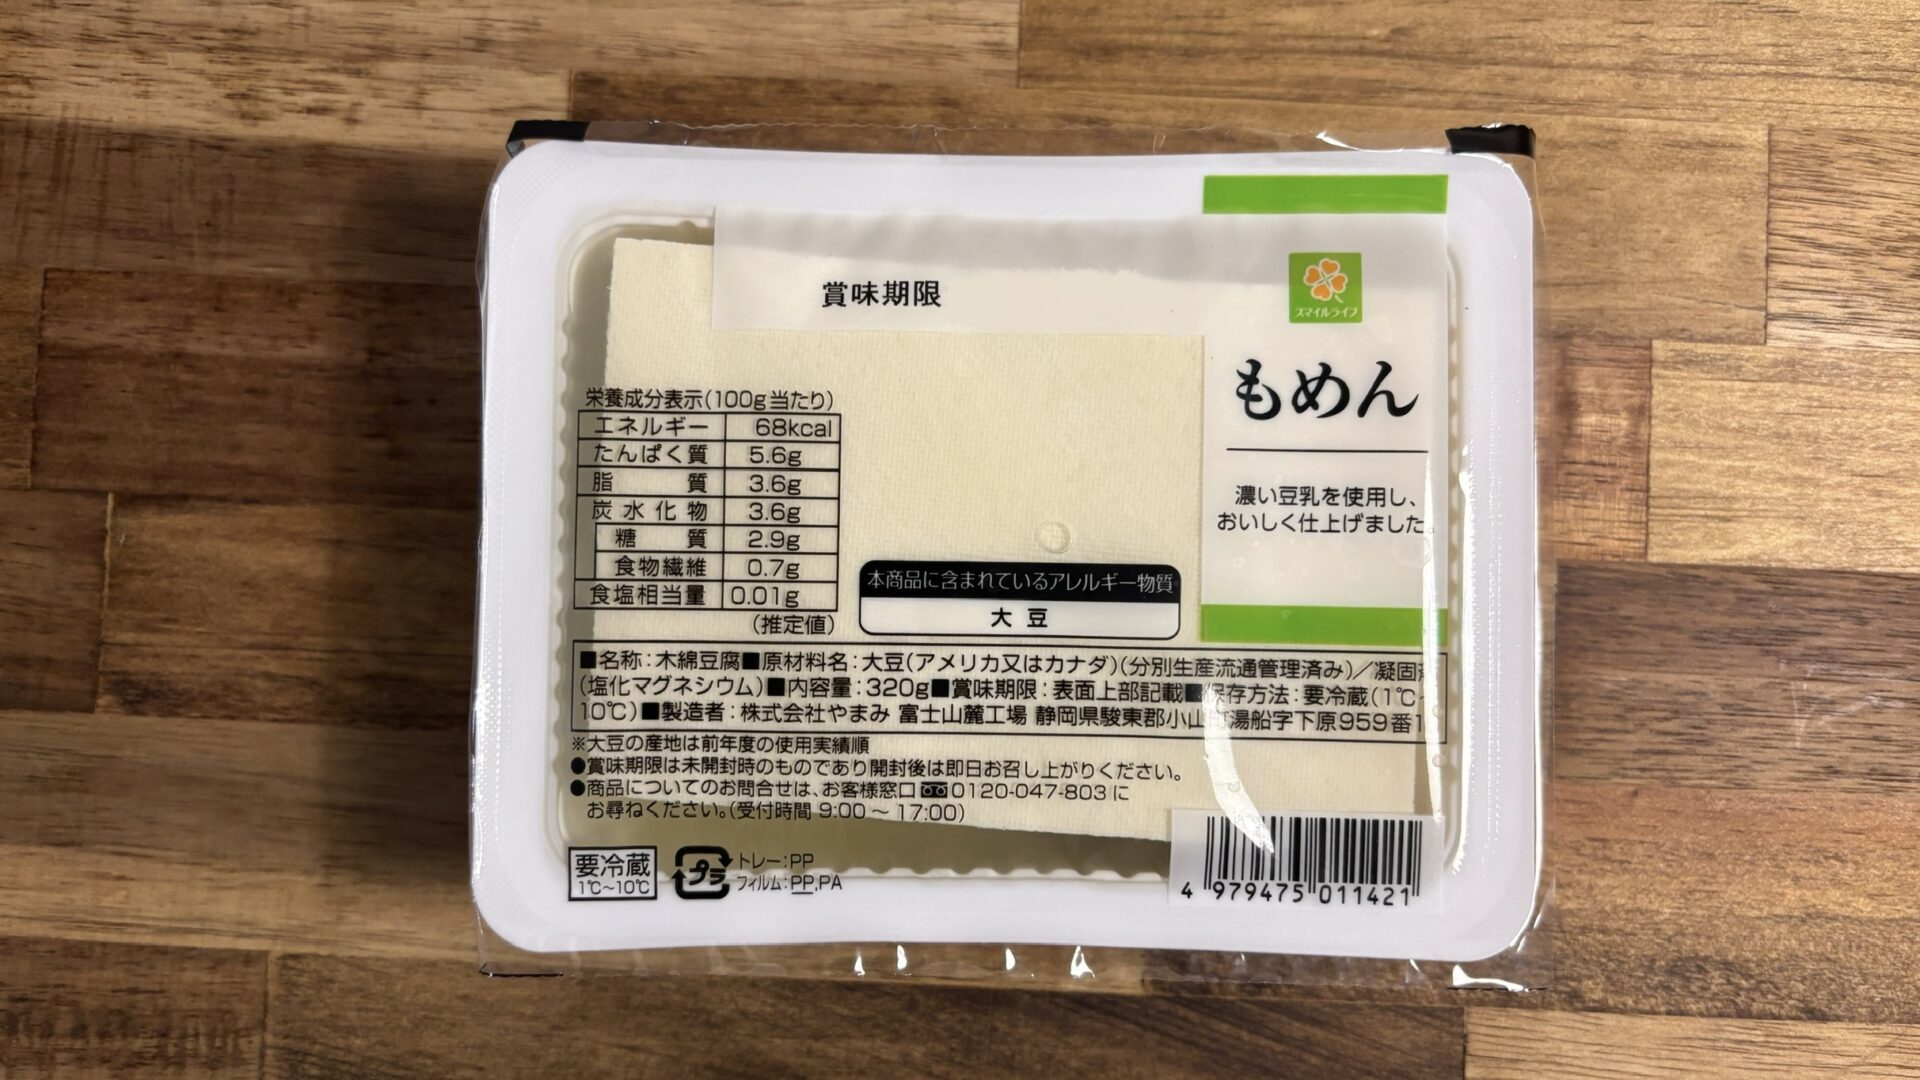 賞味期限
スマイルライフ
もめん
濃い豆乳を使用し、
おいしく仕上げました。
栄養成分表示(100g当たり)
エネルギー 68kcal
たんぱく質 5.6g
脂質 3.6g
炭水化物 3.6g
糖質 2.9g
食物繊維 0.7g
食塩相当量 0.01g
(推定値)
本商品に含まれているアレルギー物質
大豆
■名称:木綿豆腐■原材料名:大豆(アメリカ又はカナダ)(分別生産流通管理済み)/凝固
(塩化マグネシウム)■内容量:320g■賞味期限:表面上部記載■保存方法:要冷蔵(1℃~
10℃)■製造者:株式会社やまみ 富士山麓工場 静岡県駿東郡小山町湯船字下原959番1
※大豆の産地は前年度の使用実績順
●賞味期限は未開封時のものであり開封後は即日お召し上がりください。
●商品についてのお問合せは、お客様窓口0120-047-803に
お尋ねください。(受付時間 9:00~17:00)
要冷蔵
1℃~10℃
プラ
トレー:PP
フィルム:PP,PA
4 979475 011421